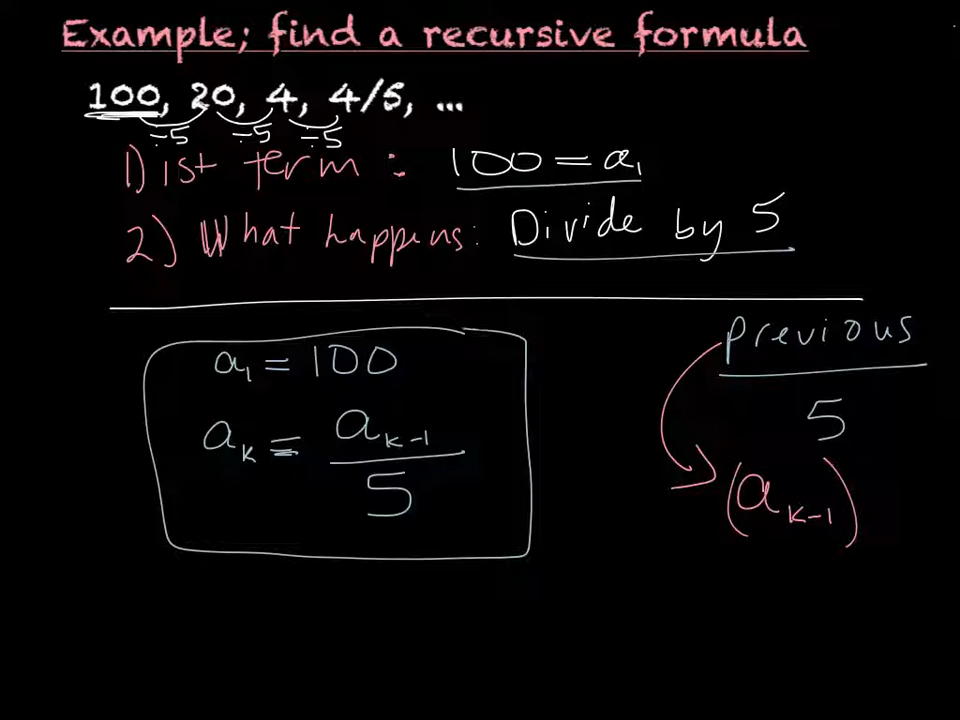 Example; find a recursive formula
100, 20, 4, 4/5, ...
÷5 ÷5 ÷5
1) 1st term : 100 = a₁
2) What happens: Divide by 5
previous
5
a₁ = 100
aₖ = aₖ₋₁
5
(aₖ₋₁)